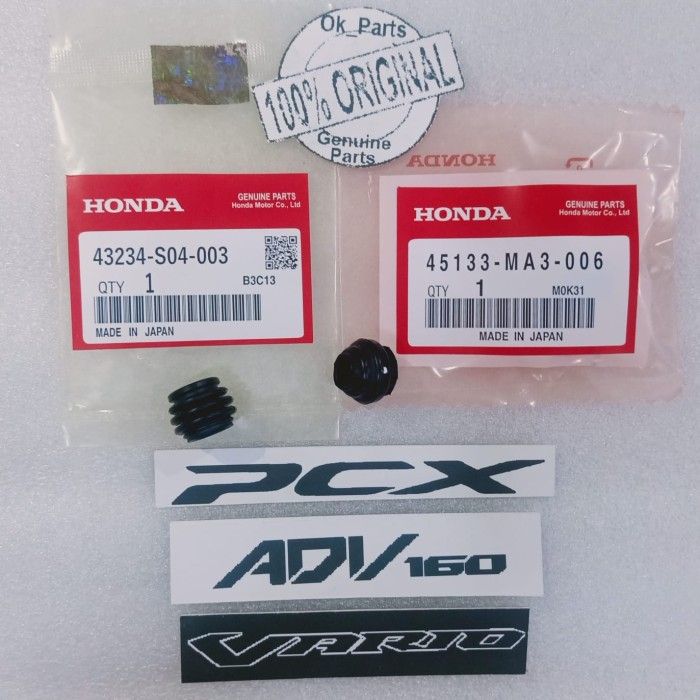 Ok_Parts
100% ORIGINAL
Genuine
Parts
HONDA
GENUINE PARTS
Honda Motor Co., Ltd
43234-S04-003
QTY 1
B3C13
MADE IN JAPAN
HONDA
HONDA
HONDA
GENUINE PARTS
Honda Motor Co., Ltd
45133-MA3-006
QTY 1
M0K31
MADE IN JAPAN
PCX
ADV160
VARIO